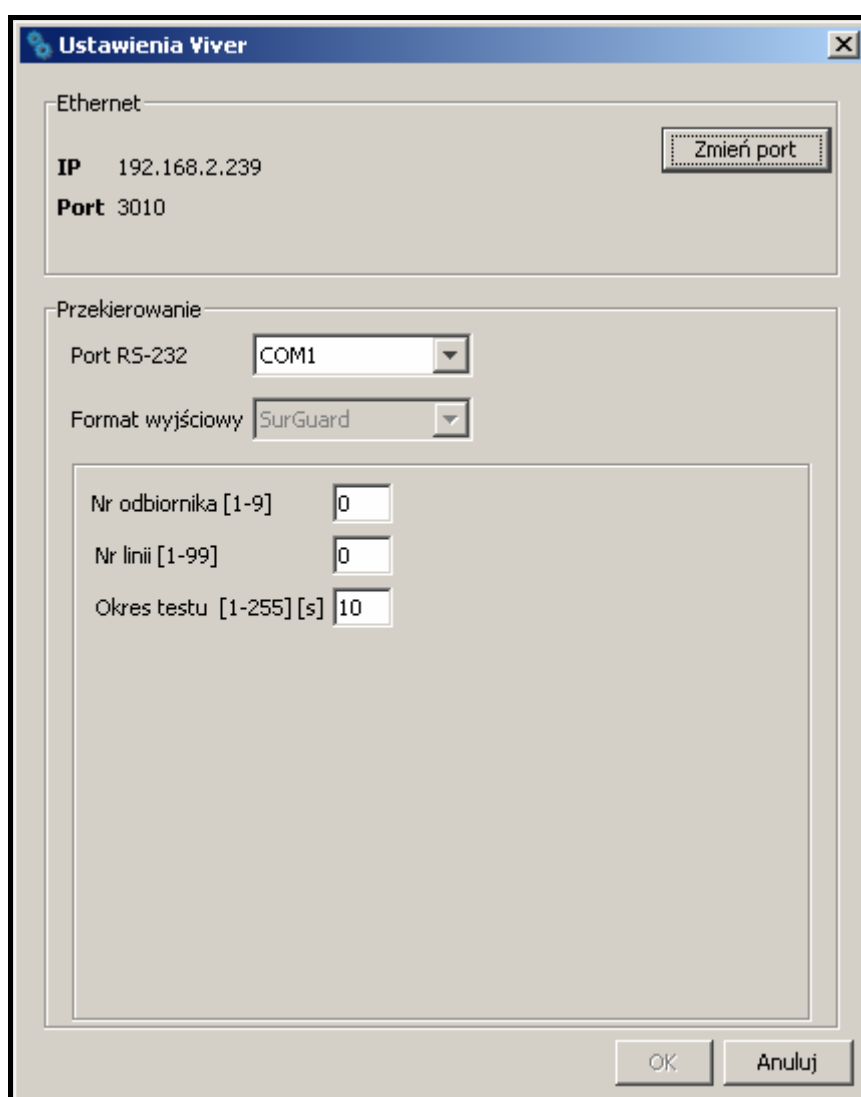 Ustawienia Viver
Ethernet
IP 192.168.2.239
Zmień port
Port 3010
Przekierowanie
Port RS-232 COM1
Format wyjściowy SurGuard
Nr odbiornika [1-9] 0
Nr linii [1-99] 0
Okres testu [1-255] [s] 10
OK Anuluj